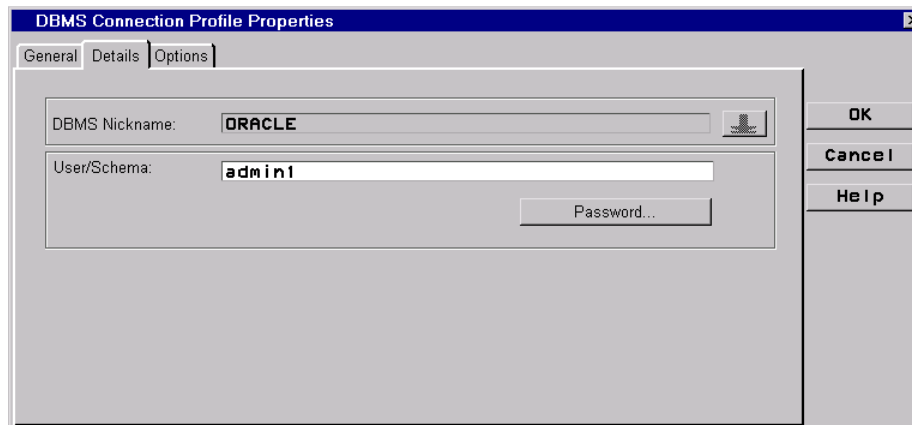 DBMS Connection Profile Properties
General Details Options
DBMS Nickname: ORACLE
User/Schema: admin1
Password...
OK
Cancel
Help